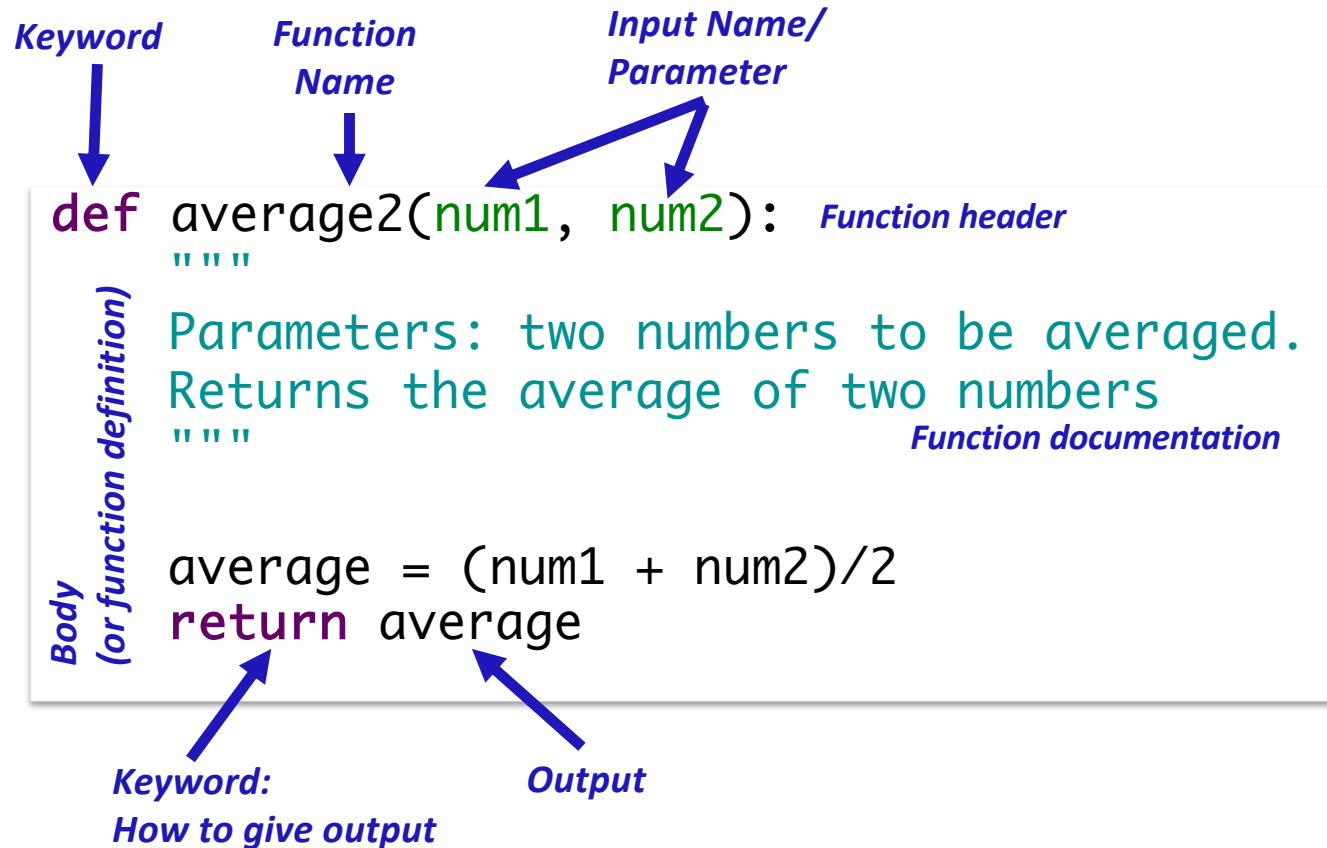 Keyword
Function
Name
Input Name/
Parameter
def average2(num1, num2):
Function header
"""
Parameters: two numbers to be averaged.
Returns the average of two numbers
"""
Function documentation
Body
(or function definition)
average = (num1 + num2)/2
return average
Keyword:
How to give output
Output